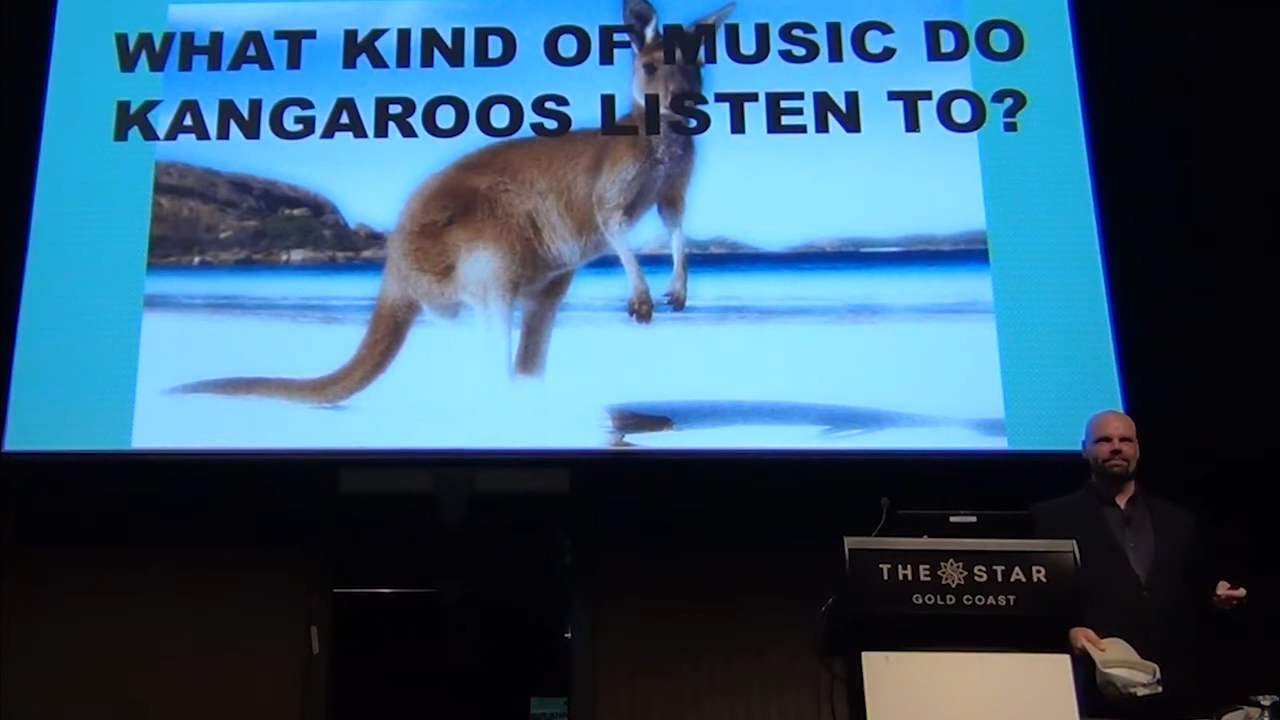 WHAT KIND OF MUSIC DO
KANGAROOS LISTEN TO?
THE STAR
GOLD COAST